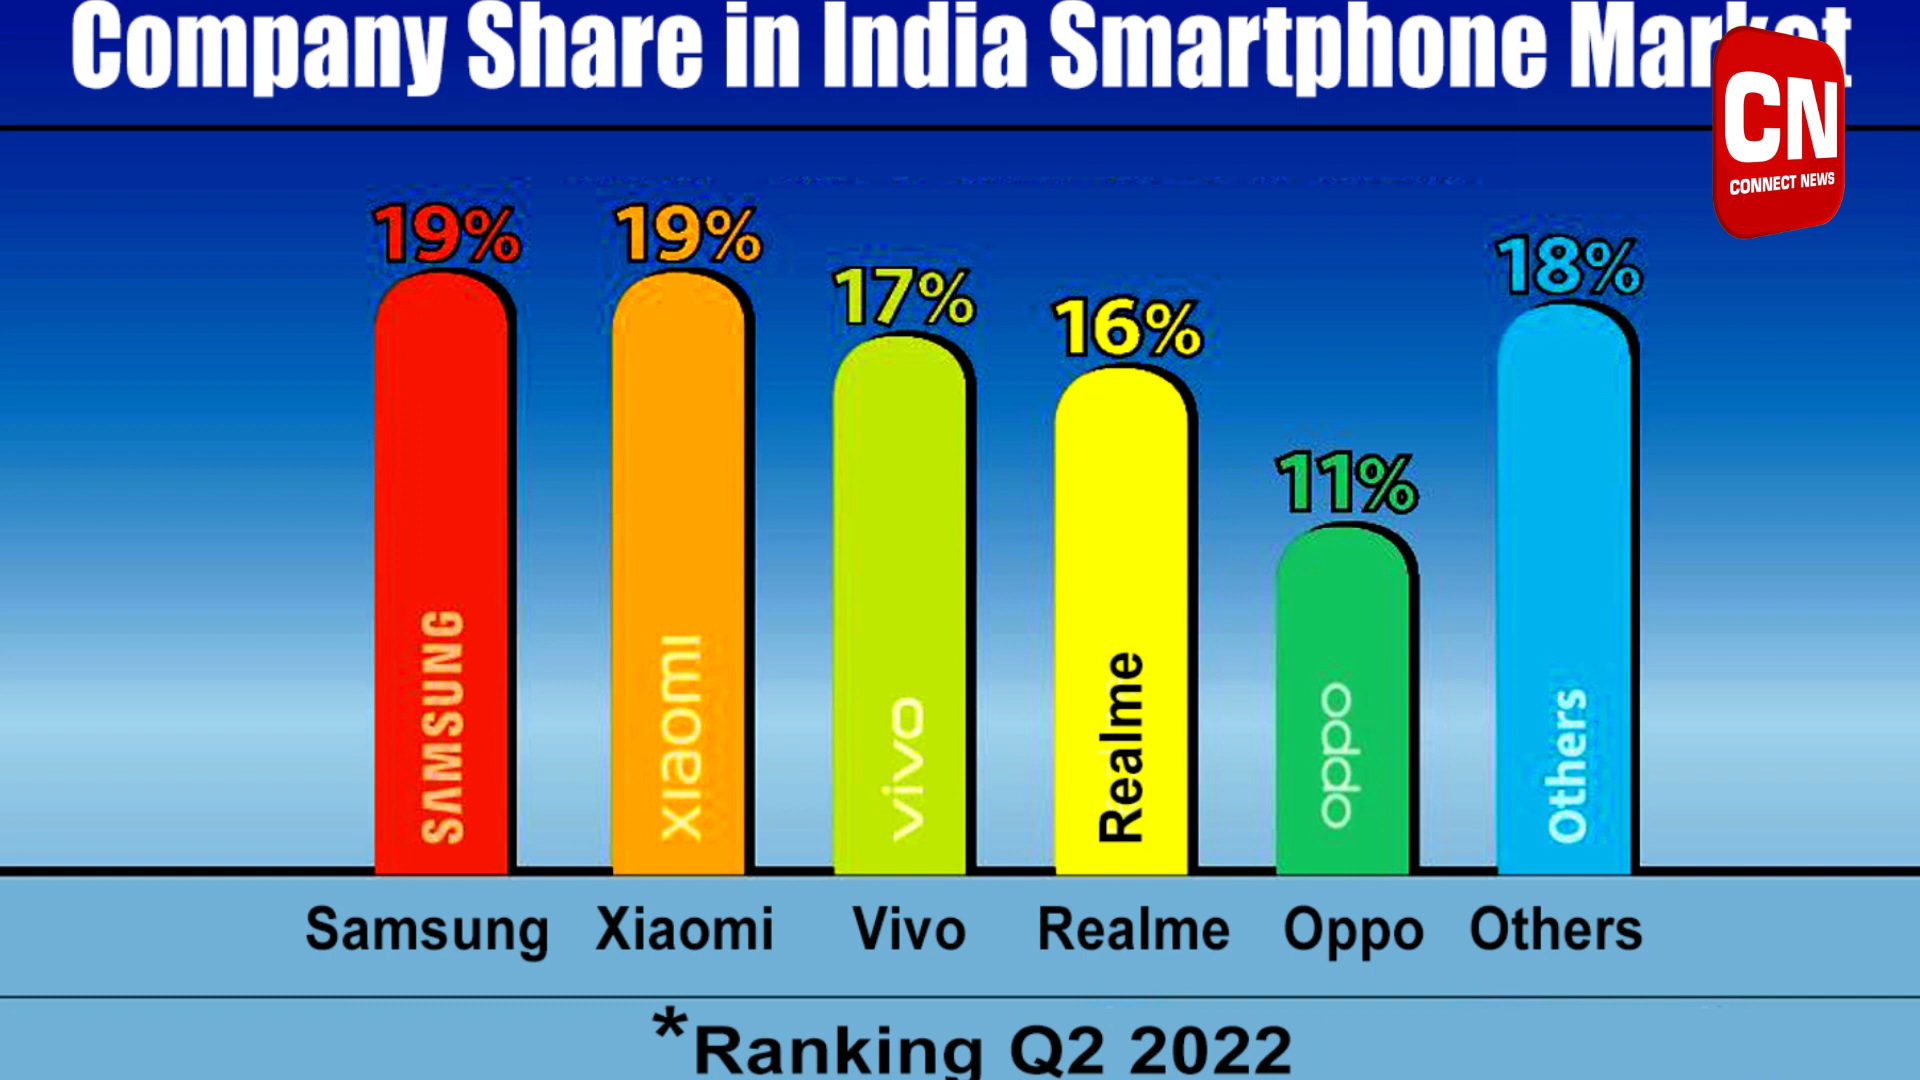 Company Share in India Smartphone Market
CN
CONNECT NEWS
19% 19% 17% 16% 11% 18%
SAMSUNG xiaomi vivo Realme oppo Others
Samsung Xiaomi Vivo Realme Oppo Others
*Ranking Q2 2022